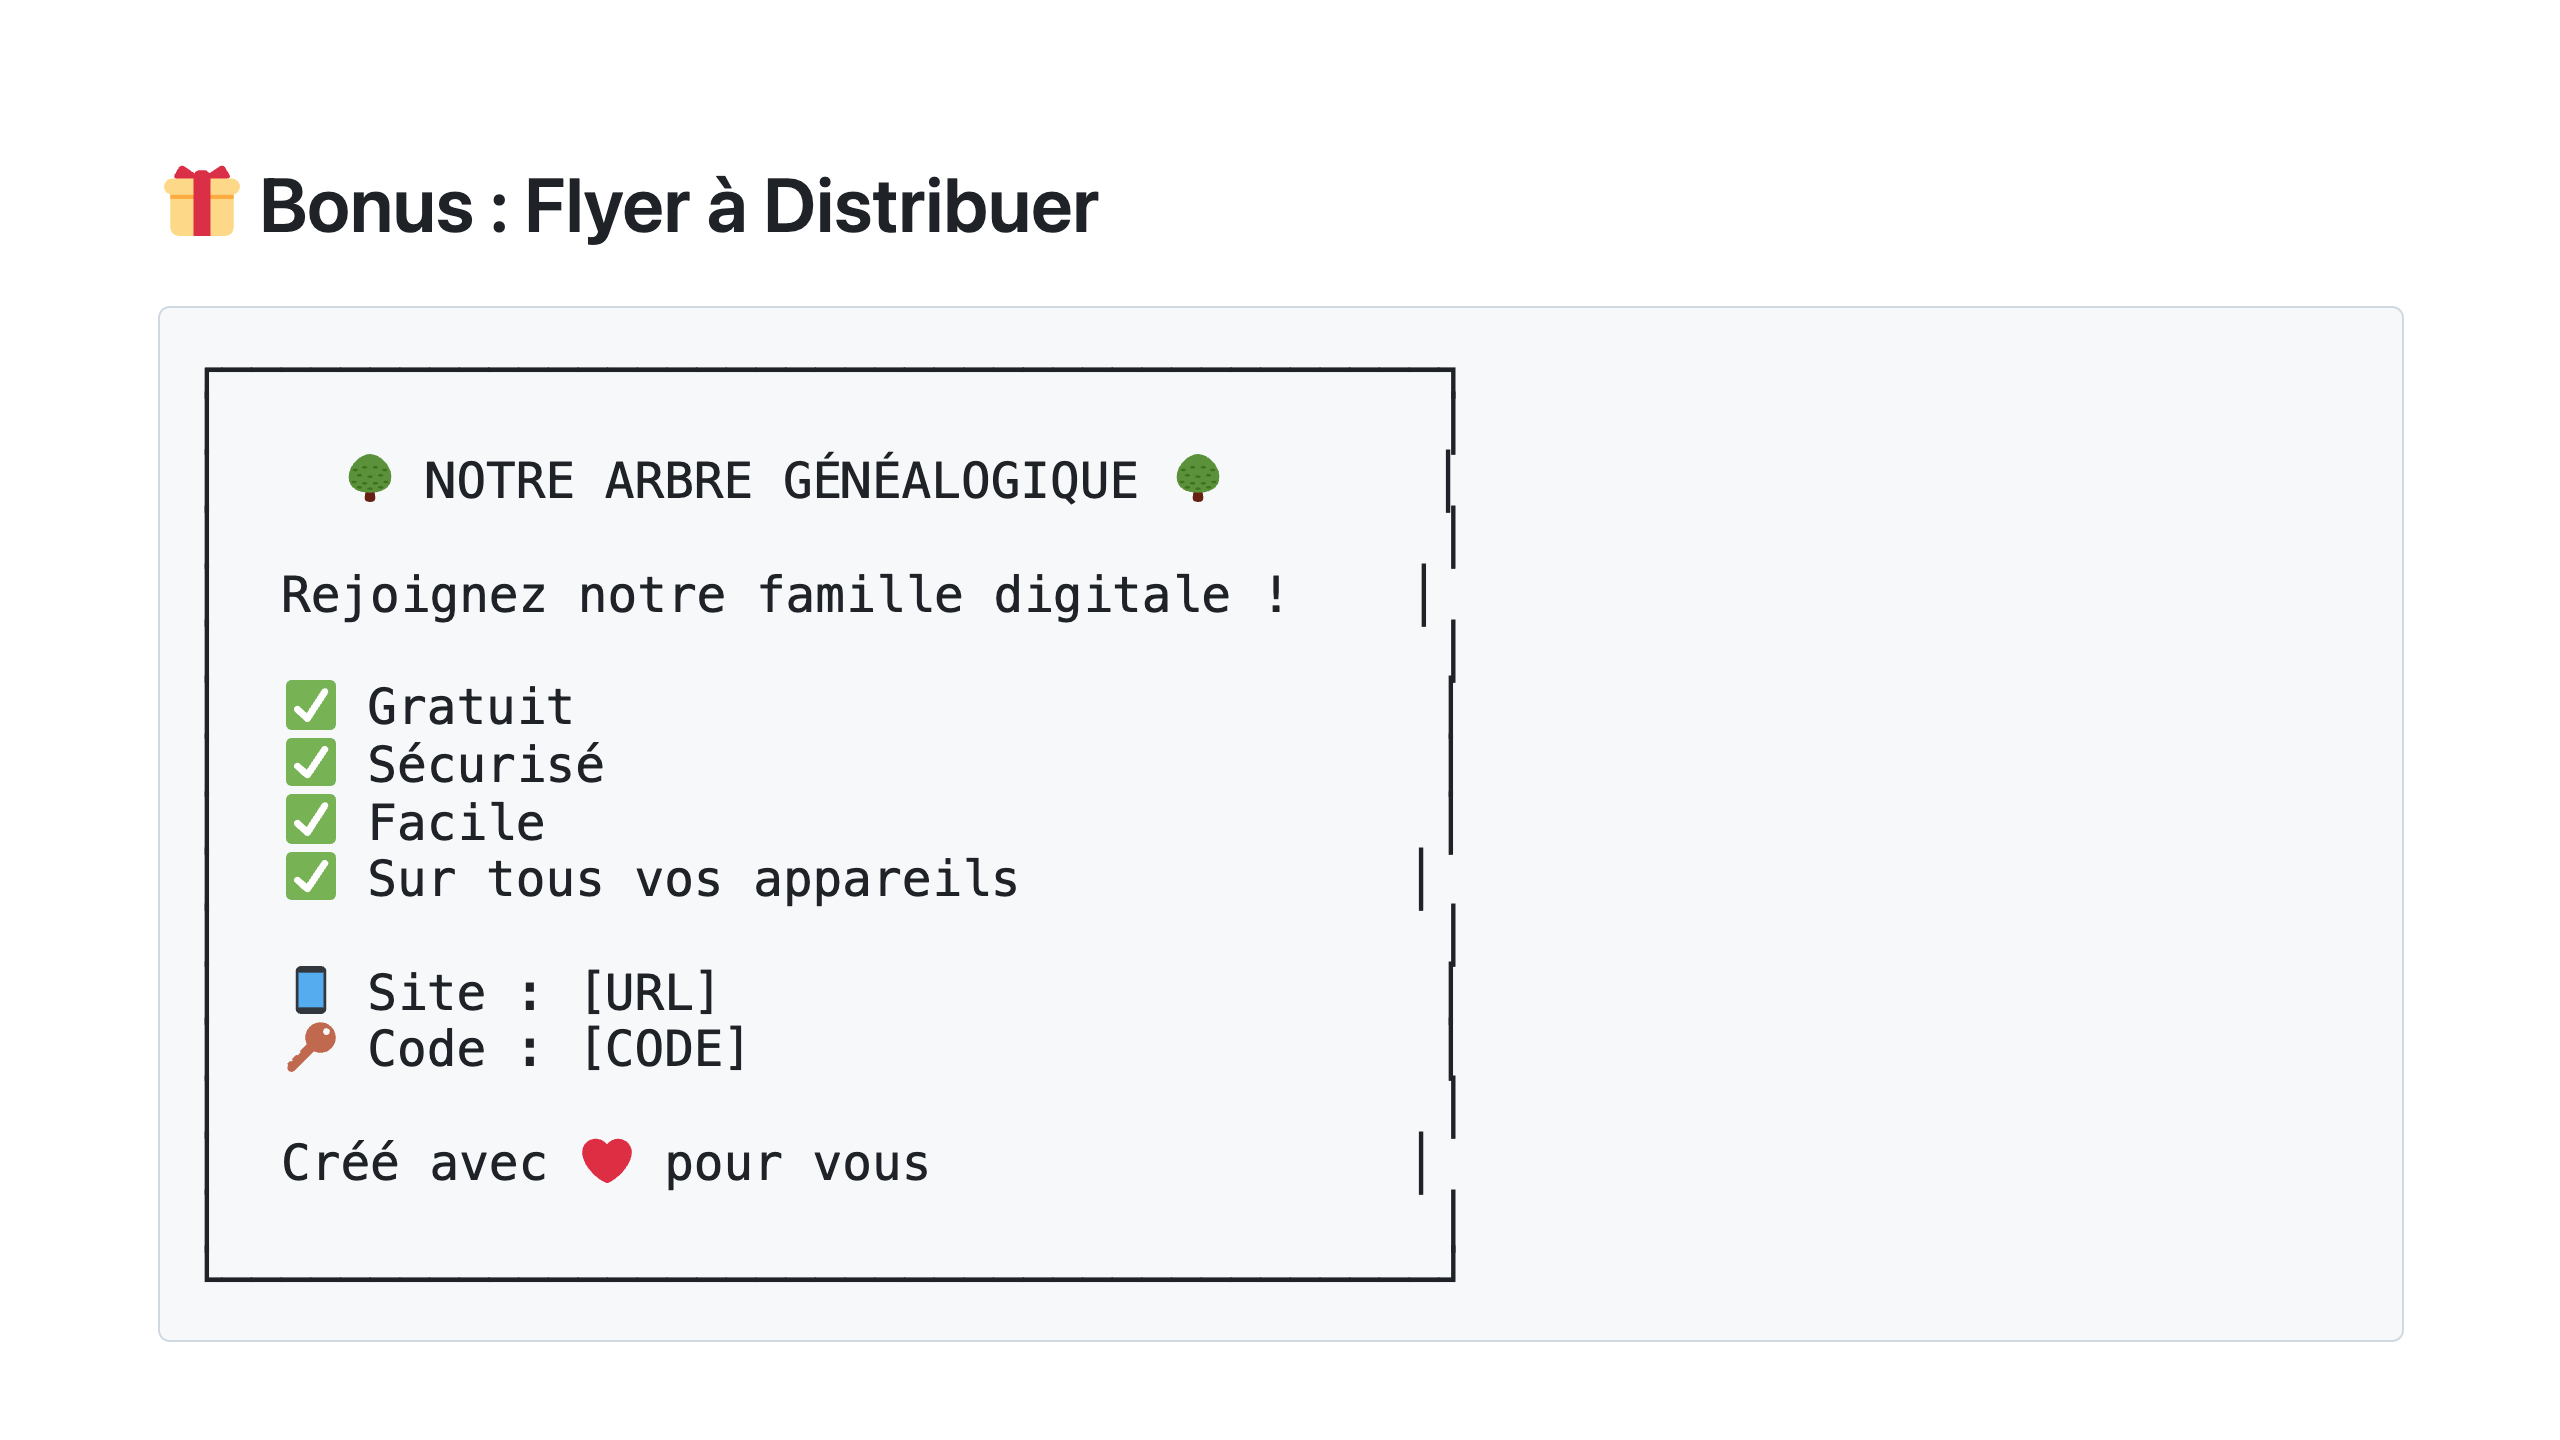 🎁 Bonus : Flyer à Distribuer
🌳 NOTRE ARBRE GÉNÉALOGIQUE 🌳
Rejoignez notre famille digitale !
✅ Gratuit
✅ Sécurisé
✅ Facile
✅ Sur tous vos appareils
📱 Site : [URL]
🔑 Code : [CODE]
Créé avec ❤️ pour vous